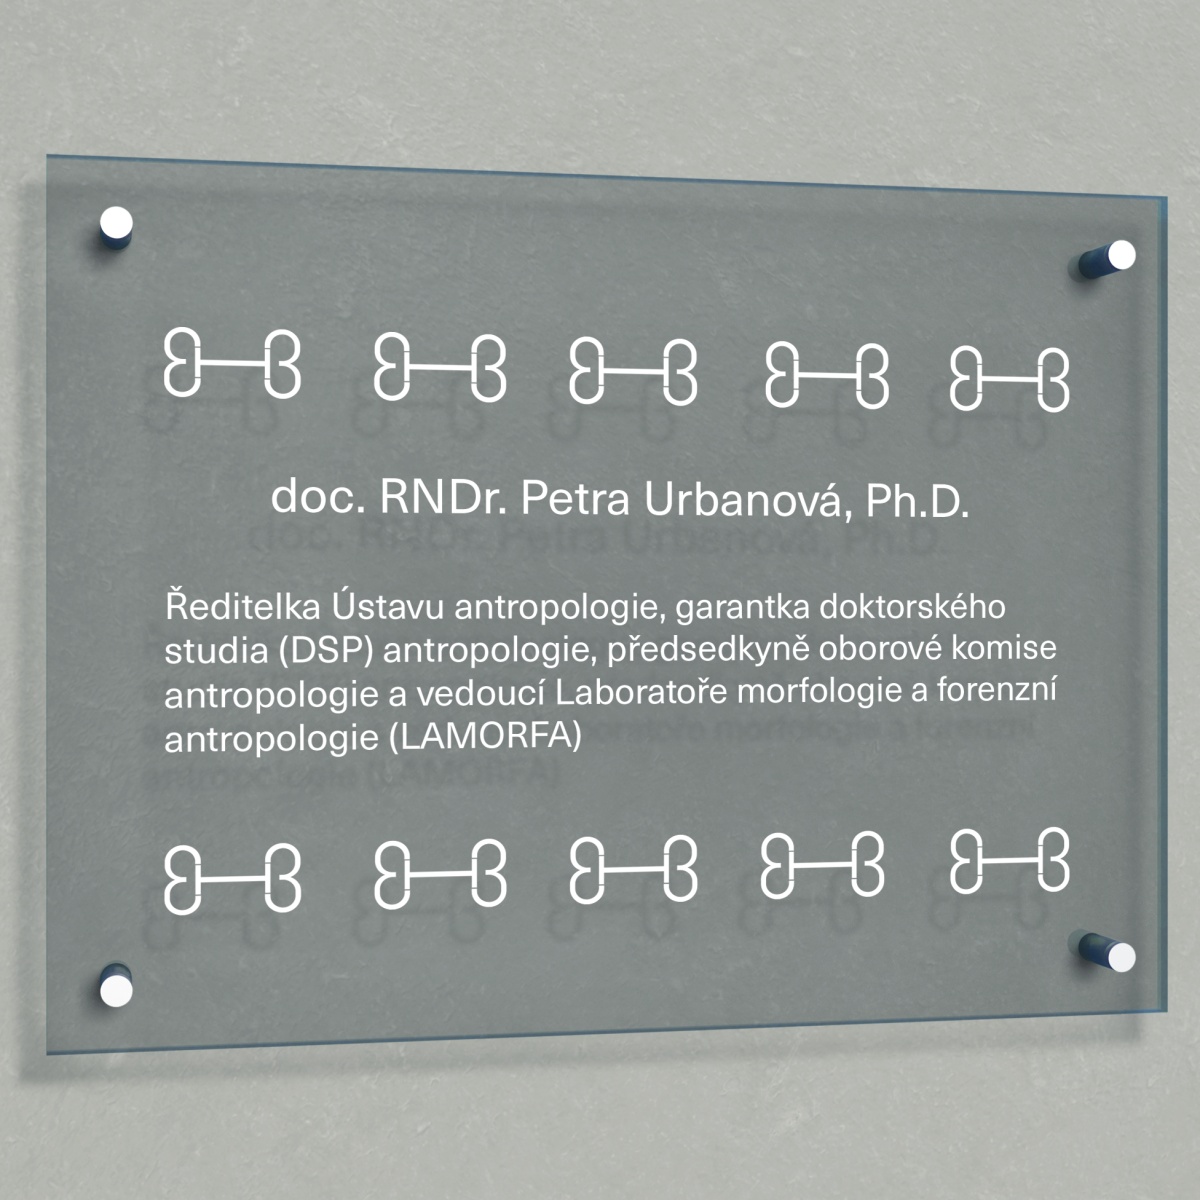 doc. RNDr. Petra Urbanová, Ph.D.
Ředitelka Ústavu antropologie, garantka doktorského
studia (DSP) antropologie, předsedkyně oborové komise
antropologie a vedoucí Laboratoře morfologie a forenzní
antropologie (LAMORFA)